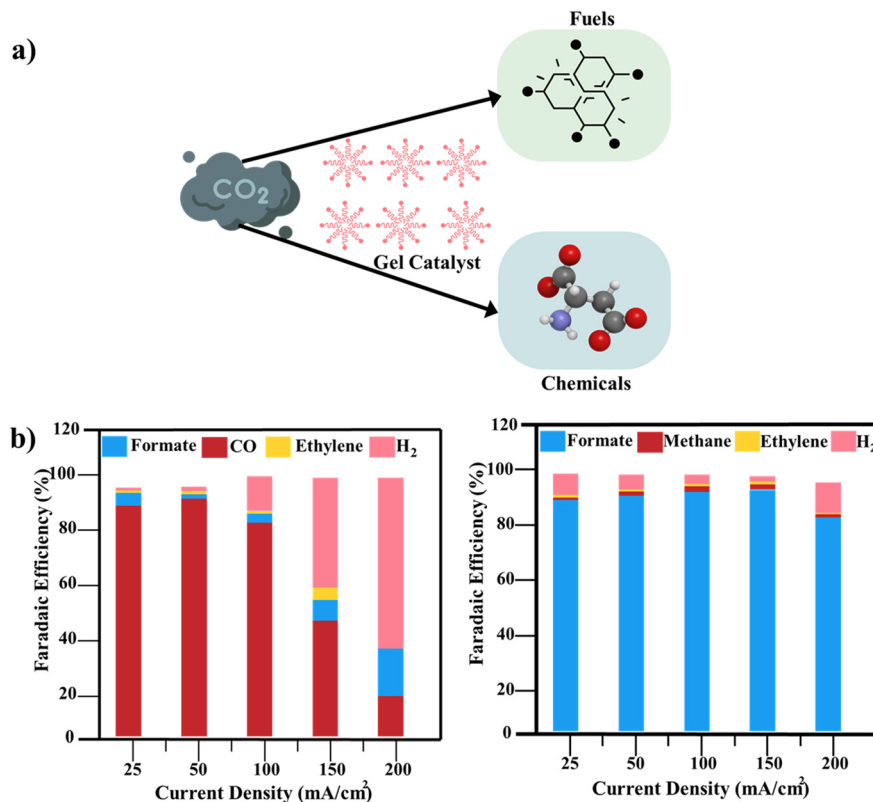 a)
Fuels
CO₂
Gel Catalyst
Chemicals
b)
Faradaic Efficiency (%)
120
100
80
60
40
20
0
Formate CO Ethylene H₂
25 50 100 150 200
Current Density (mA/cm²)
Faradaic Efficiency (%)
120
100
80
60
40
20
0
Formate Methane Ethylene H₂
25 50 100 150 200
Current Density (mA/cm²)